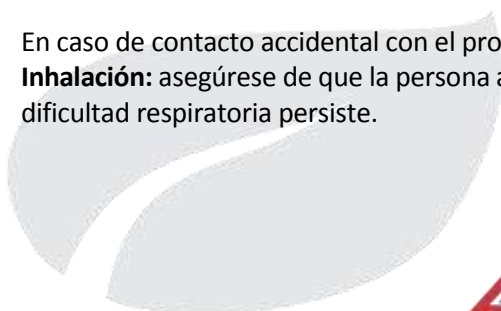 En caso de contacto accidental con el pro
Inhalación: asegúrese de que la persona a
dificultad respiratoria persiste.